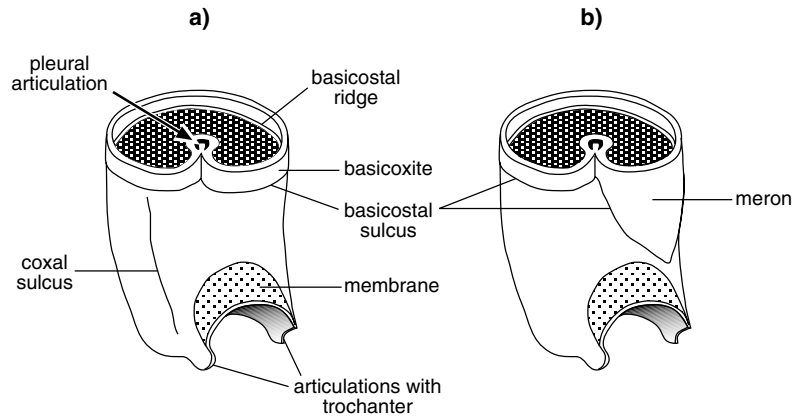 a)
b)
pleural
articulation
basicostal
ridge
basicoxite
basicostal
sulcus
meron
coxal
sulcus
membrane
articulations with
trochanter